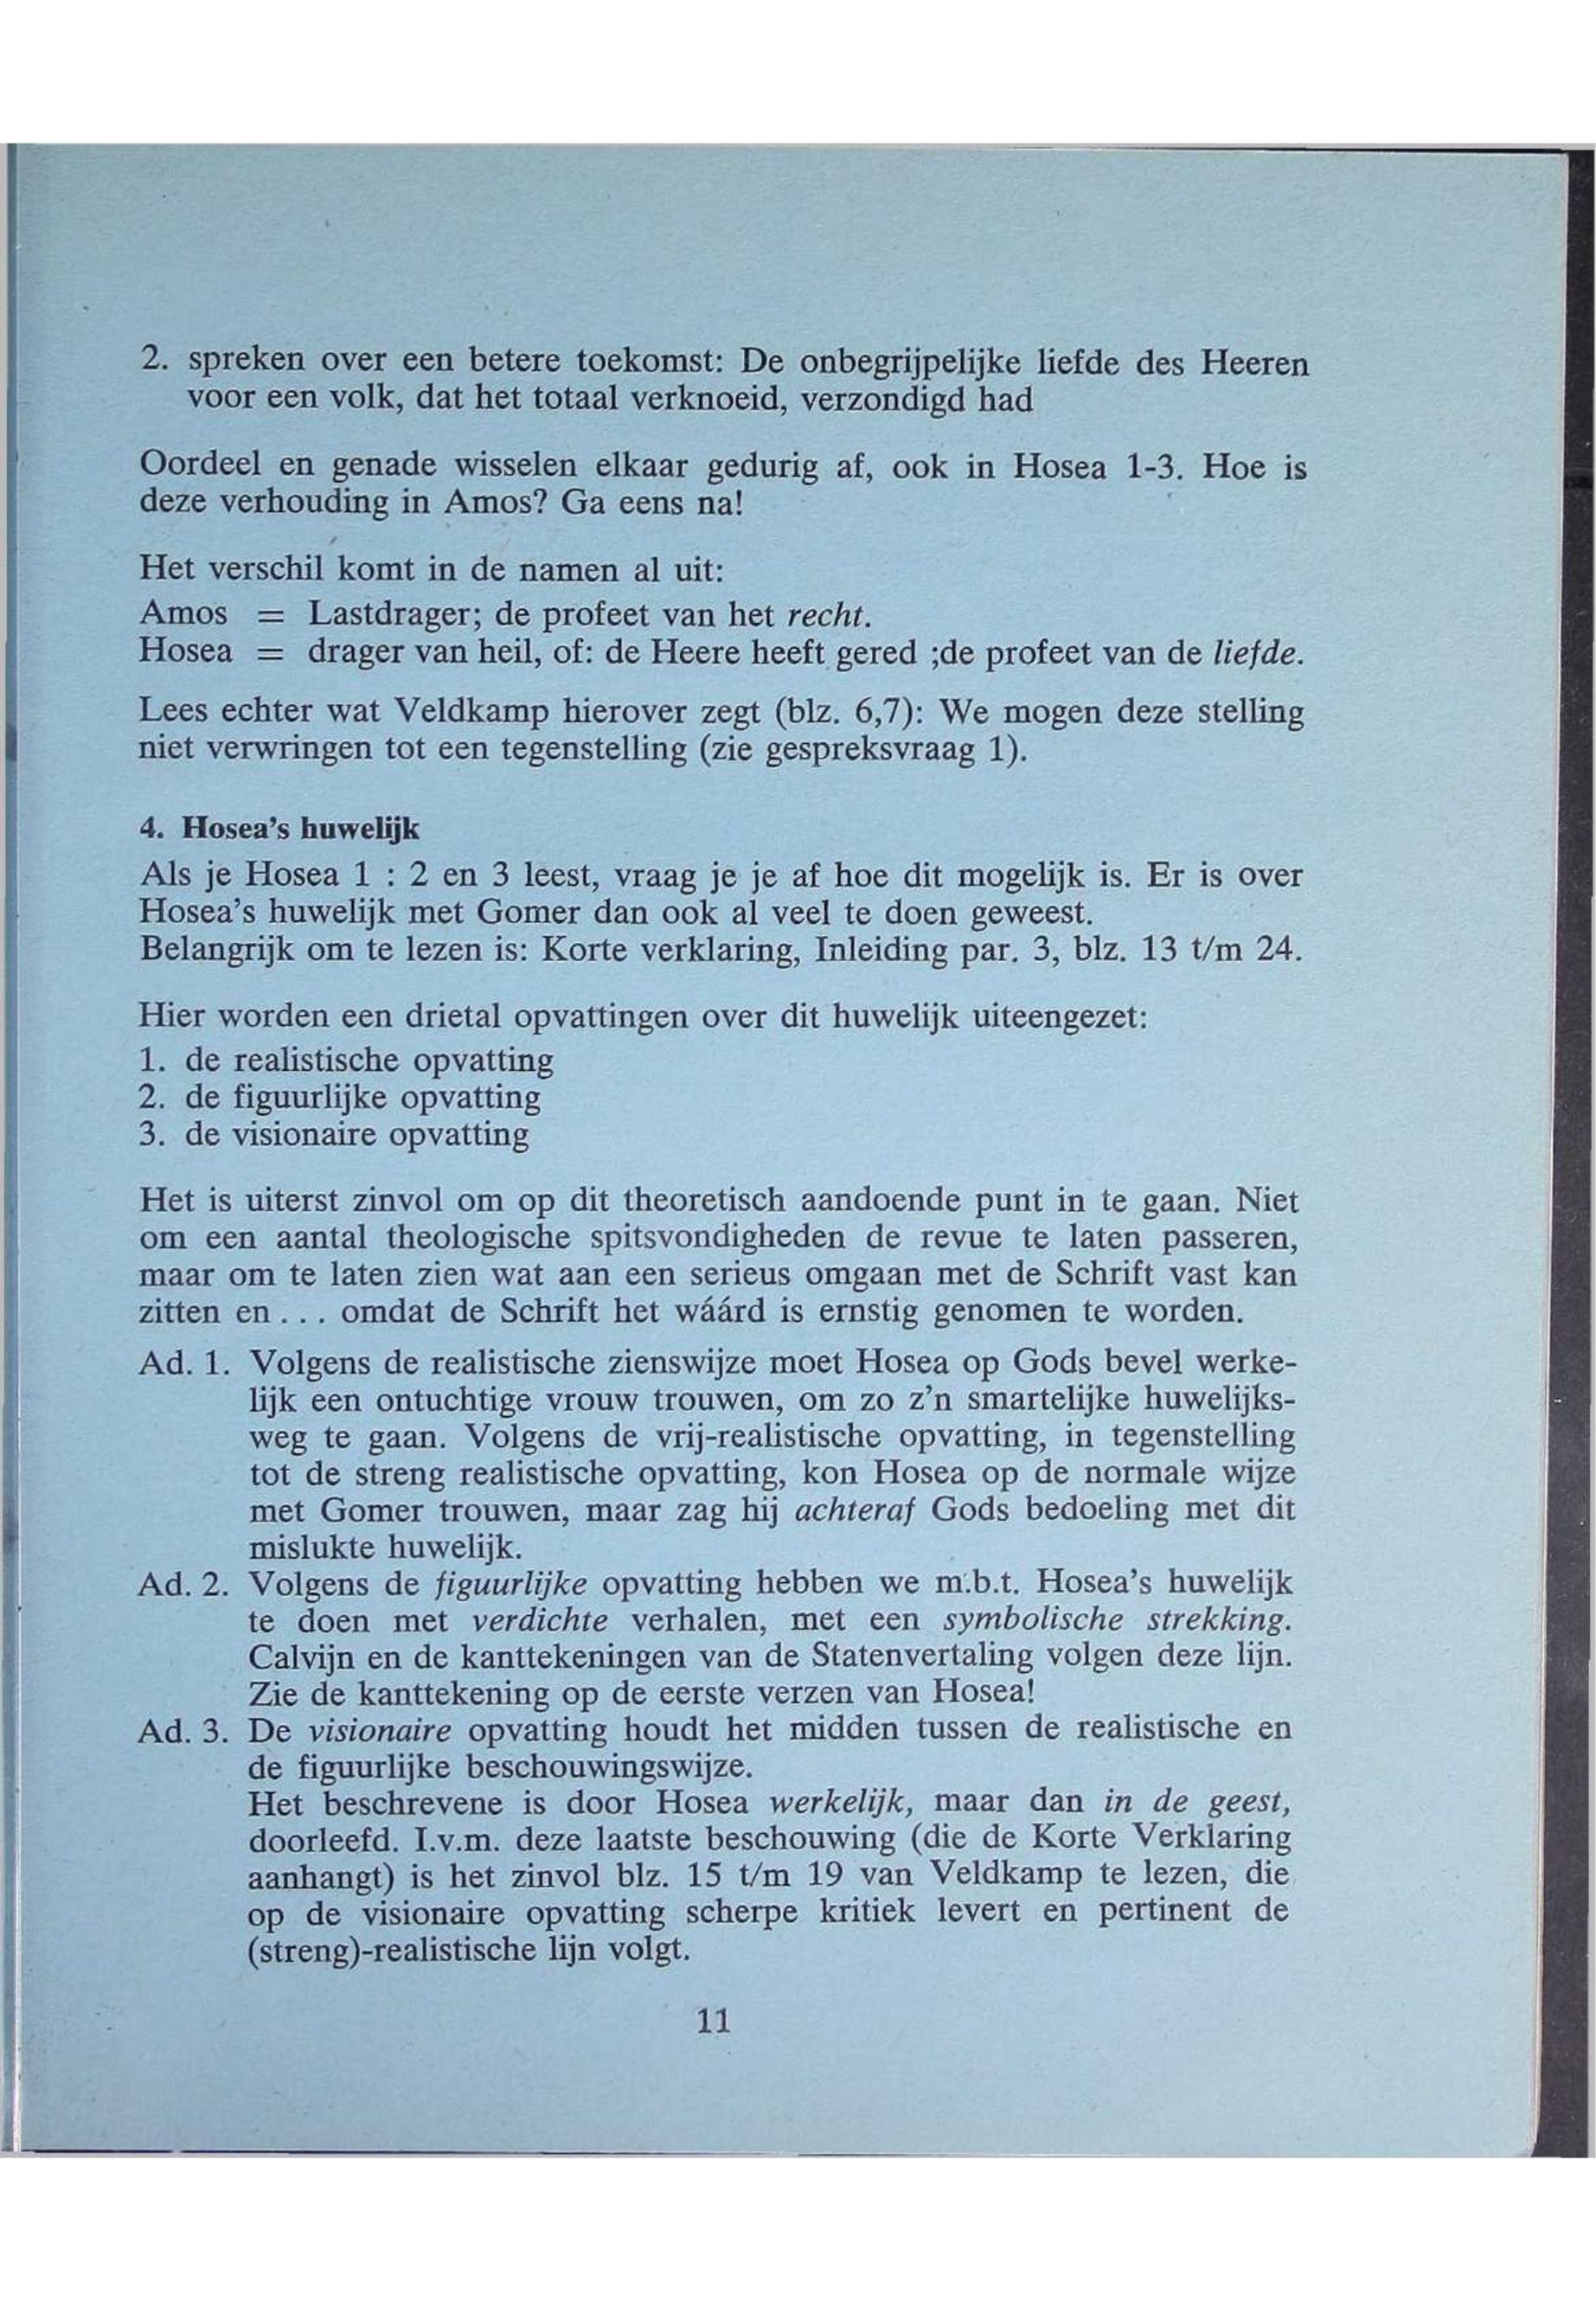 2. spreken over een betere toekomst: De onbegrijpelijke liefde des Heeren
voor een volk, dat het totaal verknoeid, verzondigd had
Oordeel en genade wisselen elkaar gedurig af, ook in Hosea 1-3. Hoe is
deze verhouding in Amos? Ga eens na!
Het verschil komt in de namen al uit:
Amos = Lastdrager; de profeet van het recht.
Hosea = drager van heil, of: de Heere heeft gered ;de profeet van de liefde.
Lees echter wat Veldkamp hierover zegt (blz. 6,7): We mogen deze stelling
niet verwringen tot een tegenstelling (zie gespreksvraag 1).
4. Hosea's huwelijk
Als je Hosea 1 : 2 en 3 leest, vraag je je af hoe dit mogelijk is. Er is over
Hosea's huwelijk met Gomer dan ook al veel te doen geweest.
Belangrijk om te lezen is: Korte verklaring, Inleiding par. 3, blz. 13 t/m 24.
Hier worden een drietal opvattingen over dit huwelijk uiteengezet:
1. de realistische opvatting
2. de figuurlijke opvatting
3. de visionaire opvatting
Het is uiterst zinvol om op dit theoretisch aandoende punt in te gaan. Niet
om een aantal theologische spitsvondigheden de revue te laten passeren,
maar om te laten zien wat aan een serieus omgaan met de Schrift vast kan
zitten en . . . omdat de Schrift het wáárd is ernstig genomen te worden.
Ad. 1. Volgens de realistische zienswijze moet Hosea op Gods bevel werke-
lijk een ontuchtige vrouw trouwen, om zo z'n smartelijke huwelijks-
weg te gaan. Volgens de vrij-realistische opvatting, in tegenstelling
tot de streng realistische opvatting, kon Hosea op de normale wijze
met Gomer trouwen, maar zag hij achteraf Gods bedoeling met dit
mislukte huwelijk.
Ad. 2. Volgens de figuurlijke opvatting hebben we m.b.t. Hosea's huwelijk
te doen met verdichte verhalen, met een symbolische strekking.
Calvijn en de kanttekeningen van de Statenvertaling volgen deze lijn.
Zie de kanttekening op de eerste verzen van Hosea!
Ad. 3. De visionaire opvatting houdt het midden tussen de realistische en
de figuurlijke beschouwingswijze.
Het beschrevene is door Hosea werkelijk, maar dan in de geest,
doorleefd. I.v.m. deze laatste beschouwing (die de Korte Verklaring
aanhangt) is het zinvol blz. 15 t/m 19 van Veldkamp te lezen, die
op de visionaire opvatting scherpe kritiek levert en pertinent de
(streng)-realistische lijn volgt.
11